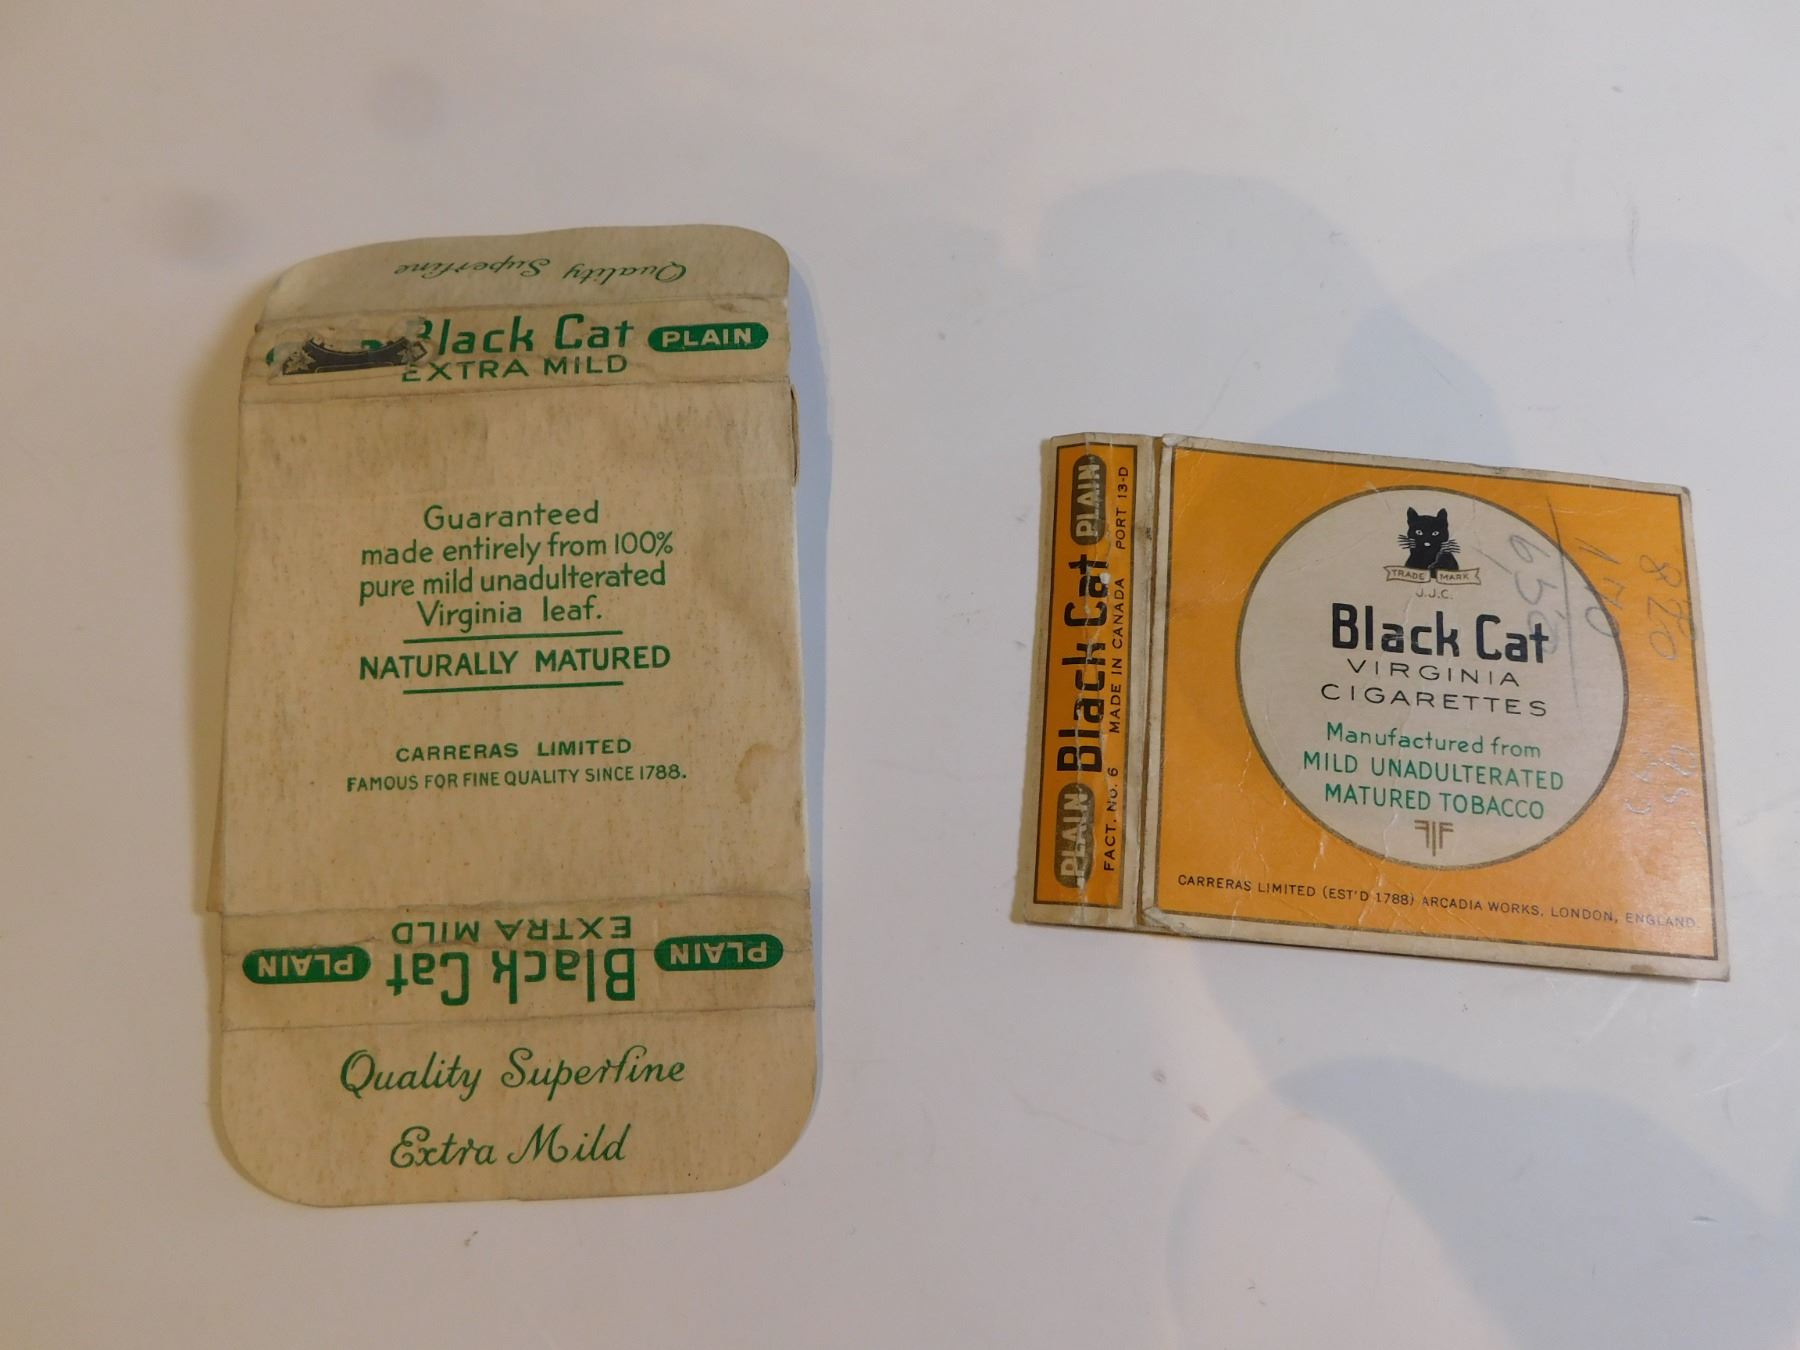 Quality Superfine
Black Cat PLAIN
EXTRA MILD
Guaranteed
made entirely from 100%
pure mild unadulterated
Virginia leaf.
NATURALLY MATURED
CARRERAS LIMITED
FAMOUS FOR FINE QUALITY SINCE 1788.
PLAIN Black Cat PLAIN
EXTRA MILD
Quality Superfine
Extra Mild
PLAIN Black Cat PLAIN
FACT. No. 6 MADE IN CANADA PORT 13-D
TRADE MARK
J.J.C.
Black Cat
VIRGINIA
CIGARETTES
Manufactured from
MILD UNADULTERATED
MATURED TOBACCO
CARRERAS LIMITED (EST'D 1788) ARCADIA WORKS, LONDON, ENGLAND.
820
170
650